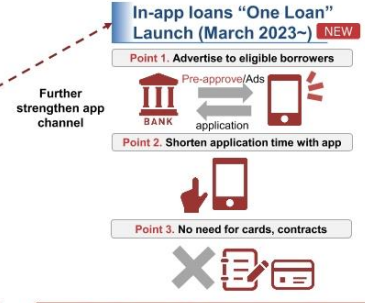 In-app loans “One Loan”
Launch (March 2023~) NEW
Point 1. Advertise to eligible borrowers
Further
strengthen app
channel
Pre-approve/Ads
BANK
application
Point 2. Shorten application time with app
Point 3. No need for cards, contracts